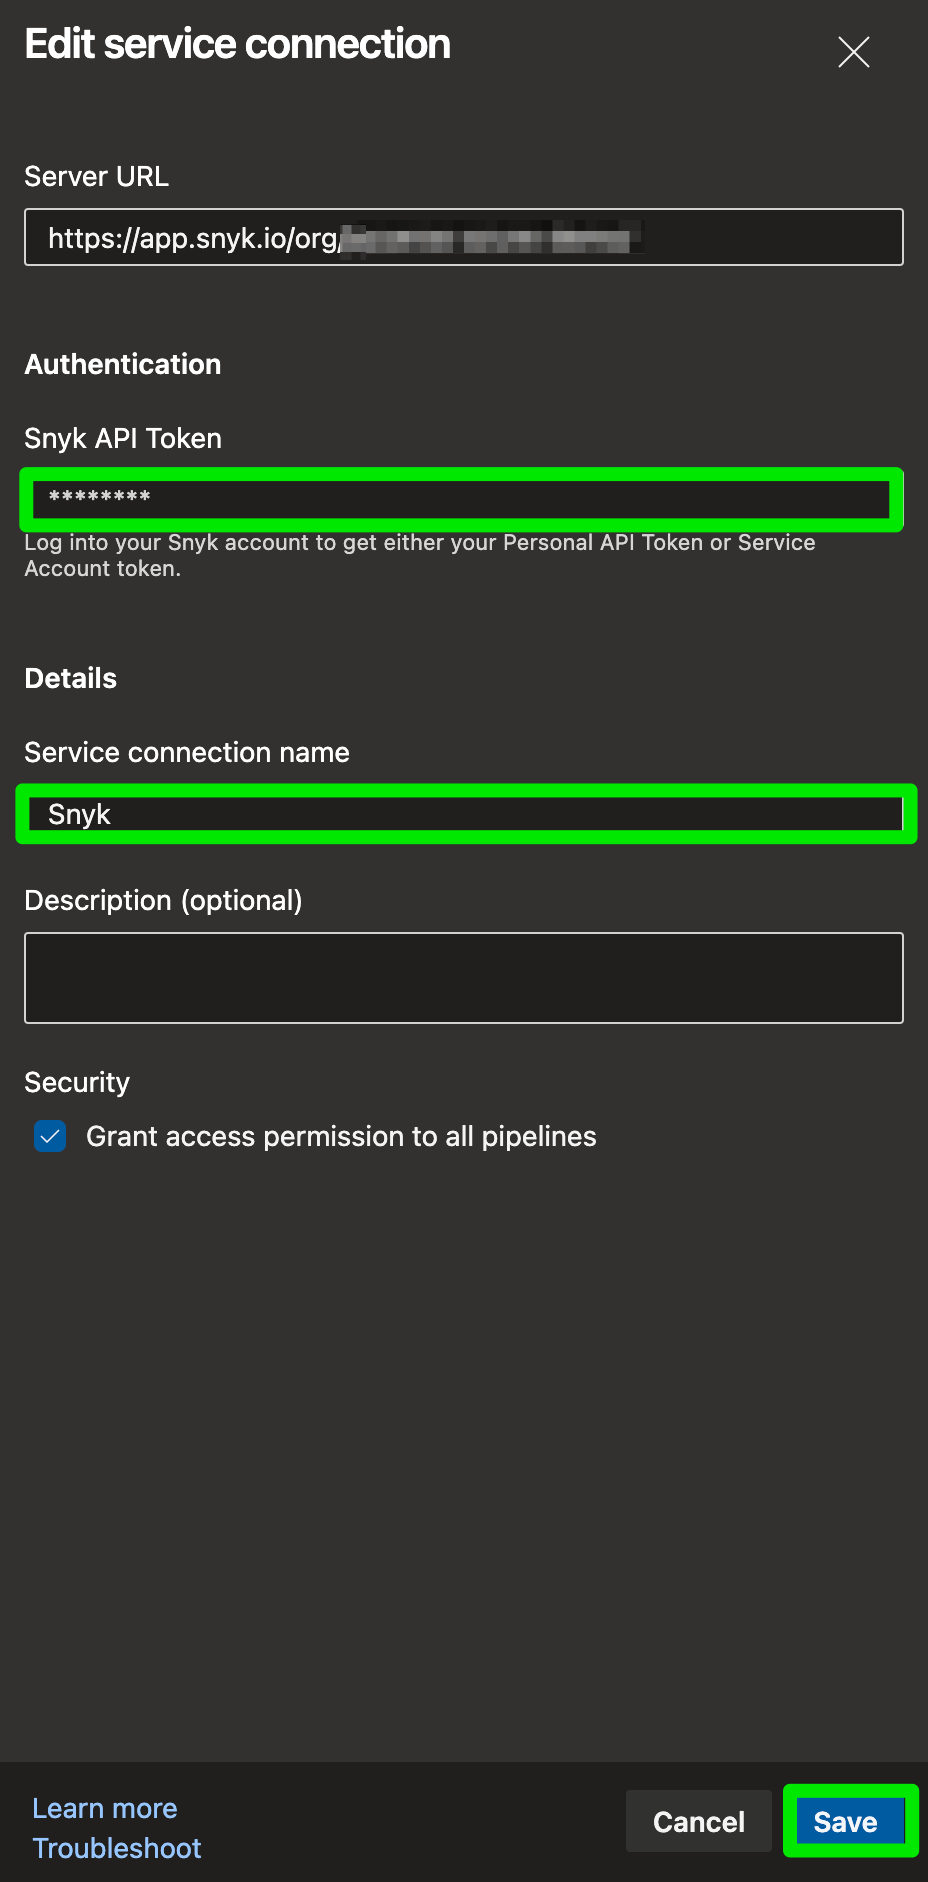 Edit service connection
Server URL
https://app.snyk.io/org/
Authentication
Snyk API Token
********
Log into your Snyk account to get either your Personal API Token or Service
Account token.
Details
Service connection name
Snyk
Description (optional)
Security
Grant access permission to all pipelines
Learn more
Troubleshoot
Cancel
Save